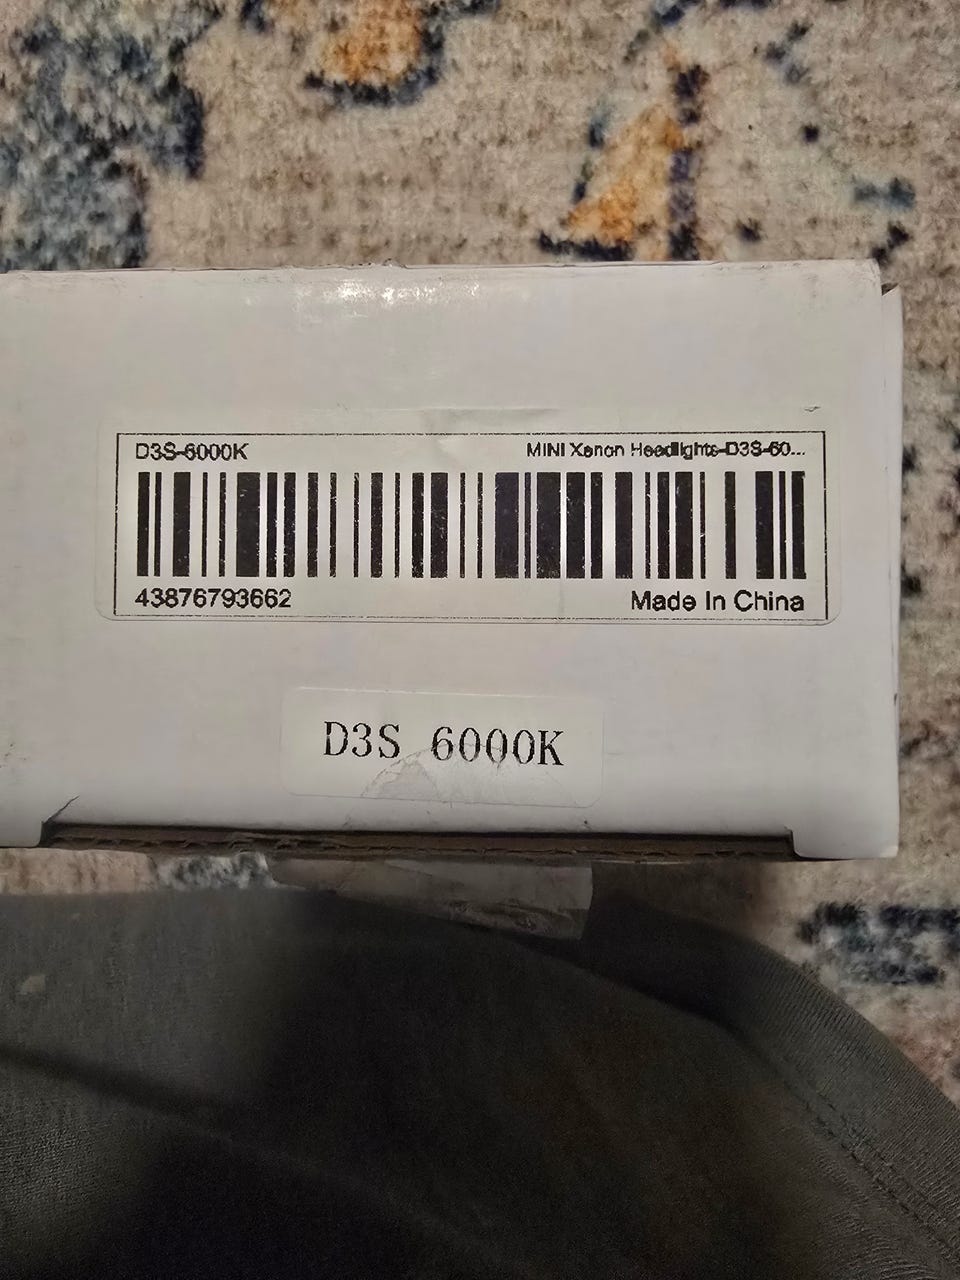 D3S-6000K
MINI Xenon Headlights-D3S-60...
43876793662
Made In China
D3S 6000K